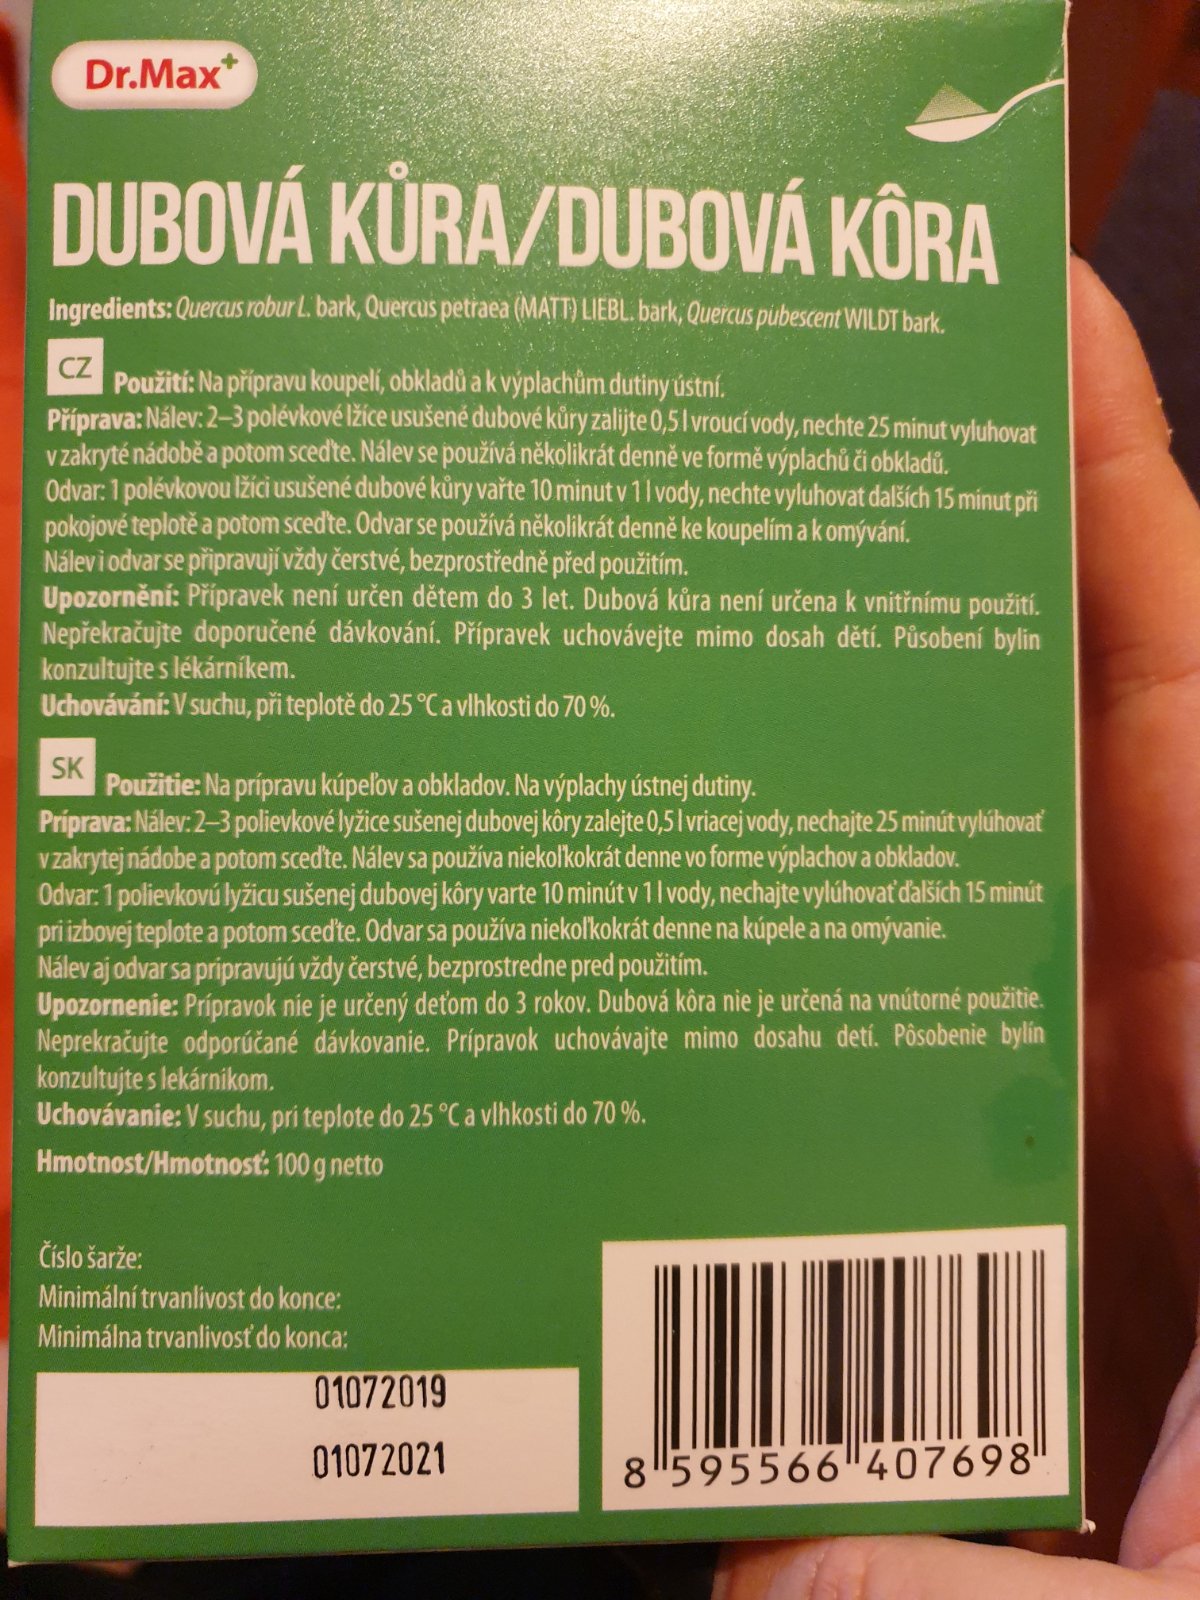 Dr.Max+
DUBOVÁ KŮRA/DUBOVÁ KÔRA
Ingredients: Quercus robur L. bark, Quercus petraea (MATT) LIEBL. bark, Quercus pubescent WILDT bark.
CZ Použití: Na přípravu koupelí, obkladů a k výplachům dutiny ústní.
Příprava: Nálev: 2–3 polévkové lžíce usušené dubové kůry zalijte 0,5 l vroucí vody, nechte 25 minut vyluhovat
v zakryté nádobě a potom sceďte. Nálev se používá několikrát denně ve formě výplachů či obkladů.
Odvar: 1 polévkovou lžíci usušené dubové kůry vařte 10 minut v 1 l vody, nechte vyluhovat dalších 15 minut při
pokojové teplotě a potom sceďte. Odvar se používá několikrát denně ke koupelím a k omývání.
Nálev i odvar se připravují vždy čerstvé, bezprostředně před použitím.
Upozornění: Přípravek není určen dětem do 3 let. Dubová kůra není určena k vnitřnímu použití.
Nepřekračujte doporučené dávkování. Přípravek uchovávejte mimo dosah dětí. Působení bylin
konzultujte s lékárníkem.
Uchovávání: V suchu, při teplotě do 25 °C a vlhkosti do 70 %.
SK Použitie: Na prípravu kúpeľov a obkladov. Na výplachy ústnej dutiny.
Príprava: Nálev: 2–3 polievkové lyžice sušenej dubovej kôry zalejte 0,5 l vriacej vody, nechajte 25 minút vylúhovať
v zakrytej nádobe a potom sceďte. Nálev sa používa niekoľkokrát denne vo forme výplachov a obkladov.
Odvar: 1 polievkovú lyžicu sušenej dubovej kôry varte 10 minút v 1 l vody, nechajte vylúhovať ďalších 15 minút
pri izbovej teplote a potom sceďte. Odvar sa používa niekoľkokrát denne na kúpele a na omývanie.
Nálev aj odvar sa pripravujú vždy čerstvé, bezprostredne pred použitím.
Upozornenie: Prípravok nie je určený deťom do 3 rokov. Dubová kôra nie je určená na vnútorné použitie.
Neprekračujte odporúčané dávkovanie. Prípravok uchovávajte mimo dosahu detí. Pôsobenie bylín
konzultujte s lekárnikom.
Uchovávanie: V suchu, pri teplote do 25 °C a vlhkosti do 70 %.
Hmotnost/Hmotnosť: 100 g netto
Číslo šarže:
Minimální trvanlivost do konce:
Minimálna trvanlivosť do konca:
01072019
01072021
8 595566 407698